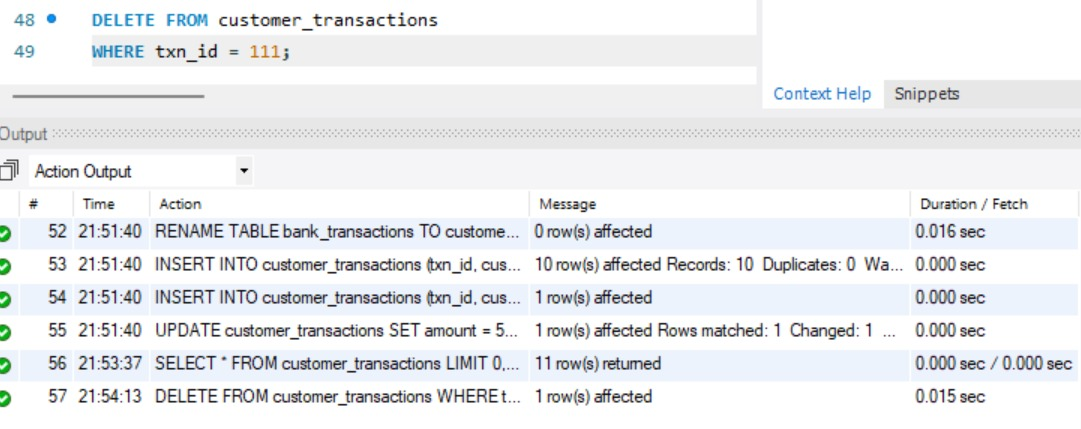 48 DELETE FROM customer_transactions
49 WHERE txn_id = 111;
Context Help Snippets
Output
Action Output
# Time Action Message Duration / Fetch
52 21:51:40 RENAME TABLE bank_transactions TO custome... 0 row(s) affected 0.016 sec
53 21:51:40 INSERT INTO customer_transactions (txn_id, cus... 10 row(s) affected Records: 10 Duplicates: 0 Wa... 0.000 sec
54 21:51:40 INSERT INTO customer_transactions (txn_id, cus... 1 row(s) affected 0.000 sec
55 21:51:40 UPDATE customer_transactions SET amount = 5... 1 row(s) affected Rows matched: 1 Changed: 1 ... 0.000 sec
56 21:53:37 SELECT * FROM customer_transactions LIMIT 0,... 11 row(s) returned 0.000 sec / 0.000 sec
57 21:54:13 DELETE FROM customer_transactions WHERE t... 1 row(s) affected 0.015 sec